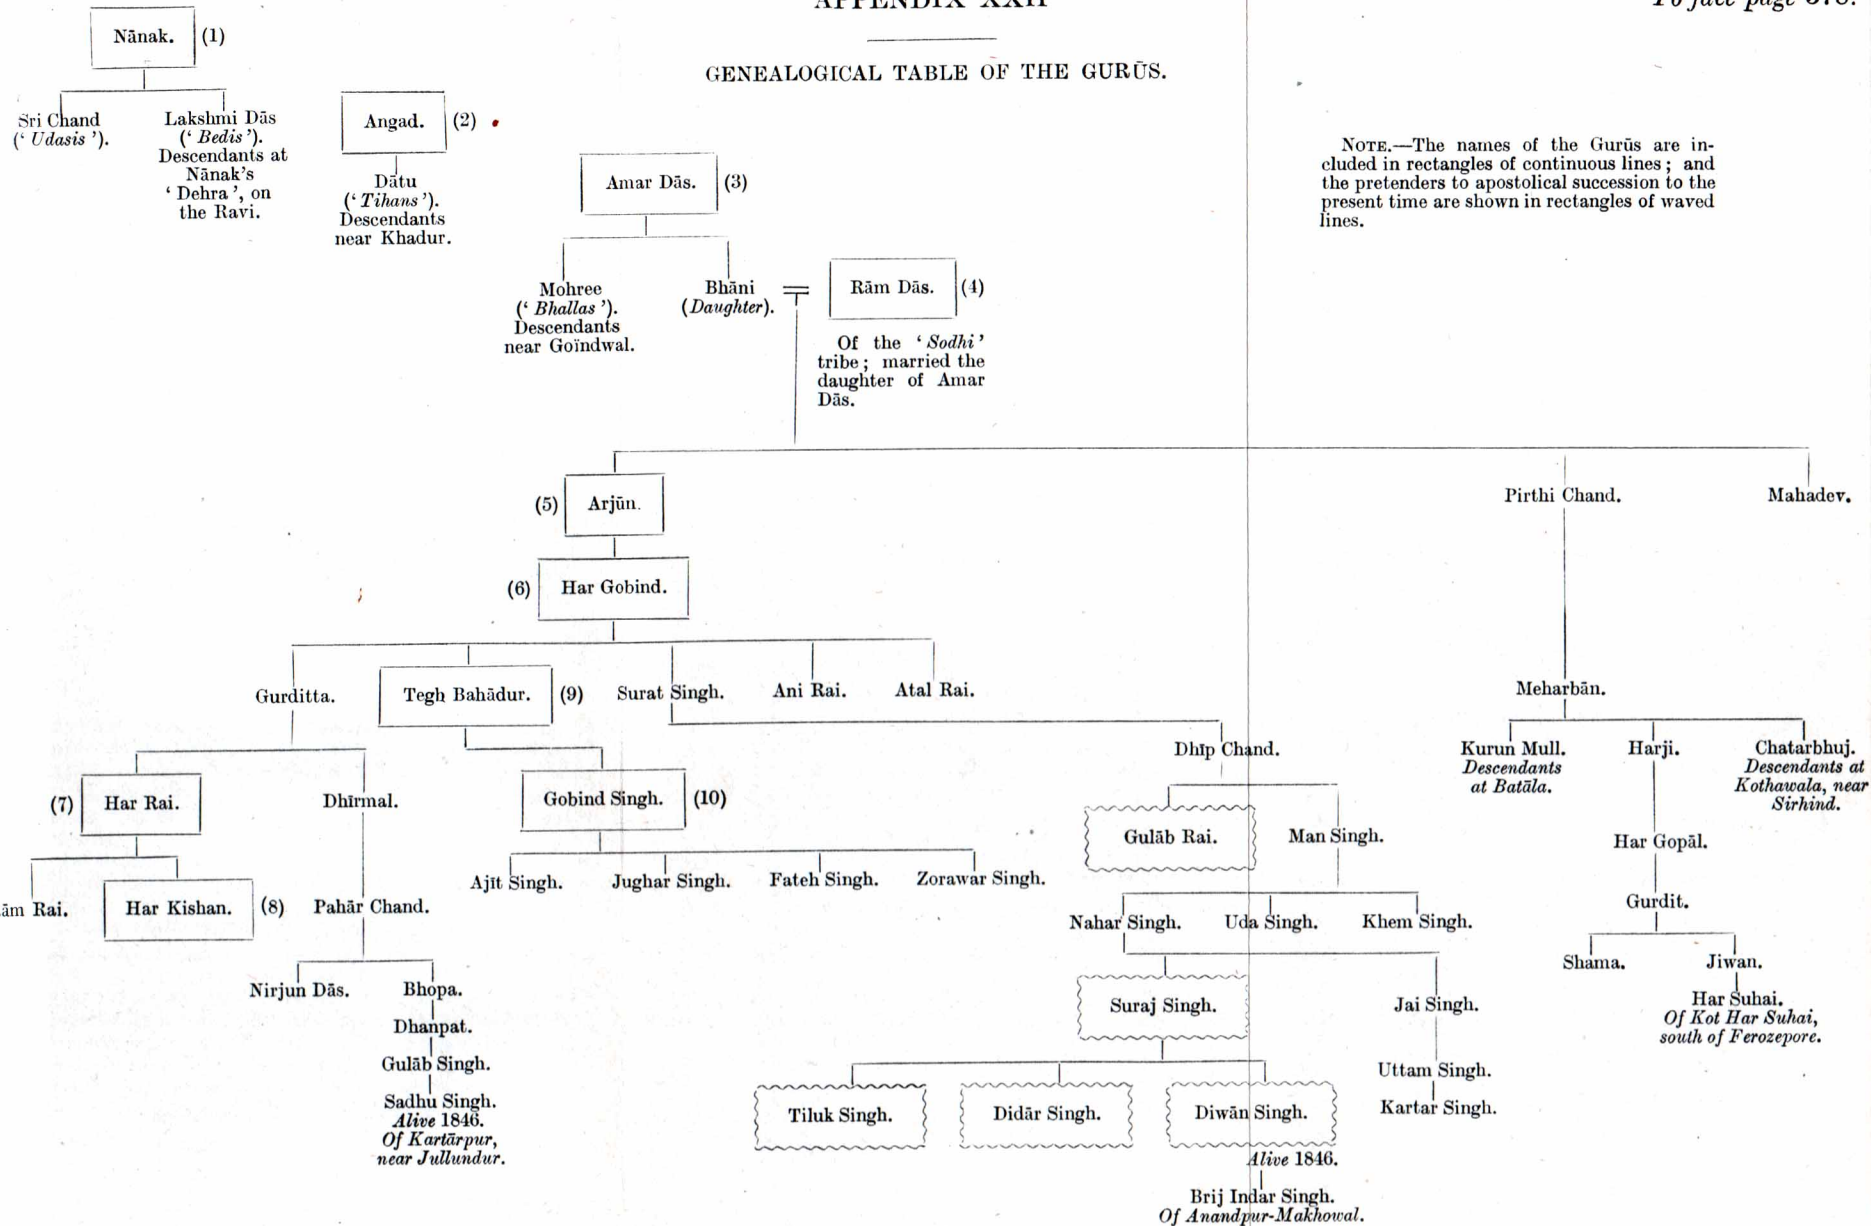 APPENDIX XXII
To face page
GENEALOGICAL TABLE OF THE GURŪS.
NOTE.—The names of the Gurūs are in-
cluded in rectangles of continuous lines; and
the pretenders to apostolical succession to the
present time are shown in rectangles of waved
lines.
Nānak. (1)
Sri Chand
(‘ Udasis ’).
Lakshmi Dās
(‘ Bedis ’).
Descendants at
Nānak's
‘ Dehra ’, on
the Ravi.
Angad. (2)
Dātu
(‘ Tihans ’).
Descendants
near Khadur.
Amar Dās. (3)
Mohree
(‘ Bhallas ’).
Descendants
near Goïndwal.
Bhāni
(Daughter).
Rām Dās. (4)
Of the ‘ Sodhi ’
tribe; married the
daughter of Amar
Dās.
(5) Arjūn.
Pirthi Chand.
Mahadev.
(6) Har Gobind.
Gurditta.
Tegh Bahādur. (9)
Surat Singh.
Ani Rai.
Atal Rai.
Meharbān.
Dhīp Chand.
Kurun Mull.
Descendants
at Batāla.
Harji.
Chatarbhuj.
Descendants at
Kothawala, near
Sirhind.
(7) Har Rai.
Dhīrmal.
Gobind Singh. (10)
Gulāb Rai.
Man Singh.
Har Gopāl.
ām Rai.
Har Kishan. (8)
Pahār Chand.
Ajīt Singh.
Jughar Singh.
Fateh Singh.
Zorawar Singh.
Nahar Singh.
Uda Singh.
Khem Singh.
Gurdit.
Shama.
Jiwan.
Har Suhai.
Of Kot Har Suhai,
south of Ferozepore.
Nirjun Dās.
Bhopa.
Dhanpat.
Gulāb Singh.
Sadhu Singh.
Alive 1846.
Of Kartārpur,
near Jullundur.
Suraj Singh.
Jai Singh.
Uttam Singh.
Kartar Singh.
Tiluk Singh.
Didār Singh.
Diwān Singh.
Alive 1846.
Brij Indar Singh.
Of Anandpur-Makhowal.